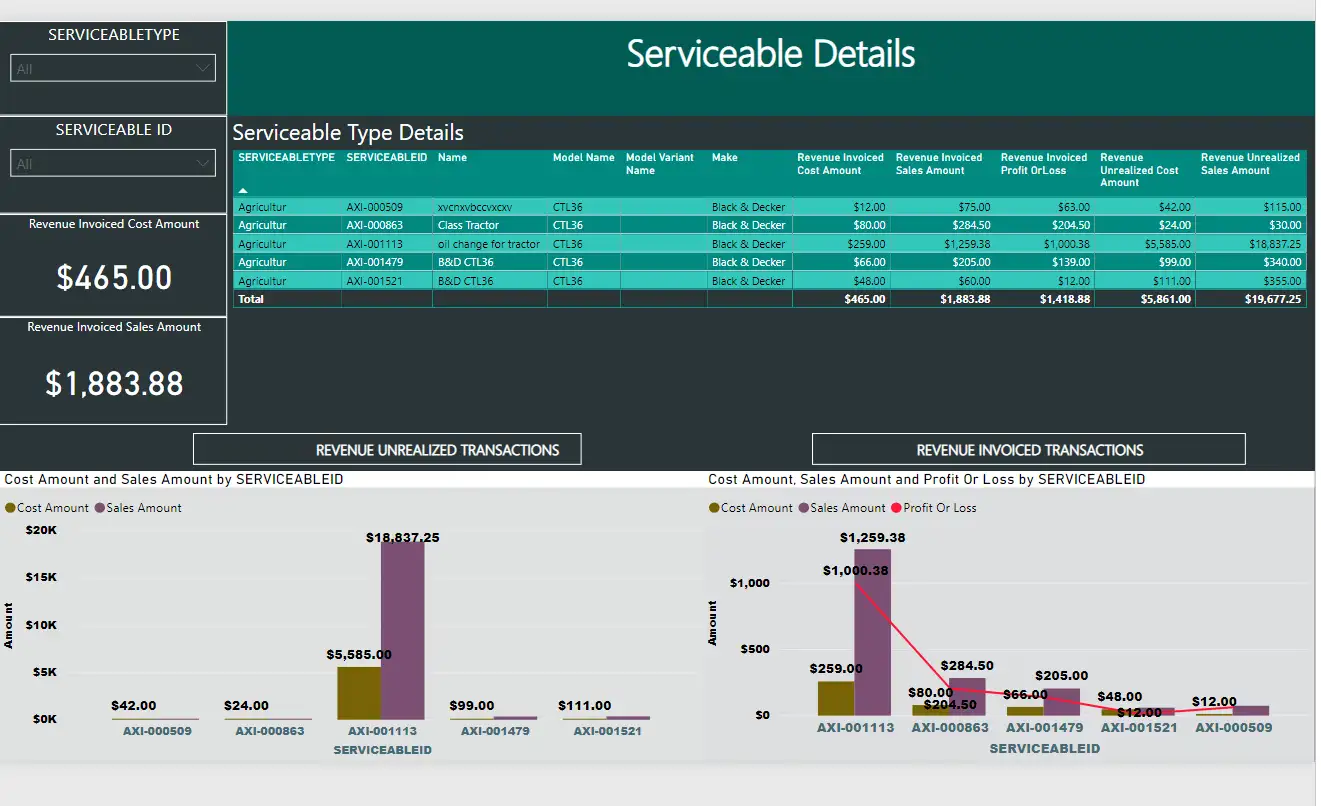 SERVICEABLETYPE
All
Serviceable Details
SERVICEABLE ID
All
Serviceable Type Details
SERVICEABLETYPE SERVICEABLEID Name Model Name Model Variant Name Make Revenue Invoiced Cost Amount Revenue Invoiced Sales Amount Revenue Invoiced Profit OrLoss Revenue Unrealized Cost Amount Revenue Unrealized Sales Amount
Agricultur AXI-000509 xvcnxvbccvxcxv CTL36 Black & Decker $12.00 $75.00 $63.00 $42.00 $115.00
Agricultur AXI-000863 Class Tractor CTL36 Black & Decker $80.00 $284.50 $204.50 $24.00 $30.00
Agricultur AXI-001113 oil change for tractor CTL36 Black & Decker $259.00 $1,259.38 $1,000.38 $5,585.00 $18,837.25
Agricultur AXI-001479 B&D CTL36 CTL36 Black & Decker $66.00 $205.00 $139.00 $99.00 $340.00
Agricultur AXI-001521 B&D CTL36 CTL36 Black & Decker $48.00 $60.00 $12.00 $111.00 $355.00
Total $465.00 $1,883.88 $1,418.88 $5,861.00 $19,677.25
Revenue Invoiced Cost Amount
$465.00
Revenue Invoiced Sales Amount
$1,883.88
REVENUE UNREALIZED TRANSACTIONS
REVENUE INVOICED TRANSACTIONS
Cost Amount and Sales Amount by SERVICEABLEID
Cost Amount Sales Amount
$20K
$15K
$10K
$5K
$0K
Amount
$42.00
$24.00
$5,585.00
$18,837.25
$99.00
$111.00
AXI-000509 AXI-000863 AXI-001113 AXI-001479 AXI-001521
SERVICEABLEID
Cost Amount, Sales Amount and Profit Or Loss by SERVICEABLEID
Cost Amount Sales Amount Profit Or Loss
$1,000
$500
$0
Amount
$1,259.38
$1,000.38
$259.00
$284.50
$80.00
$204.50
$205.00
$66.00
$48.00
$12.00
$12.00
AXI-001113 AXI-000863 AXI-001479 AXI-001521 AXI-000509
SERVICEABLEID